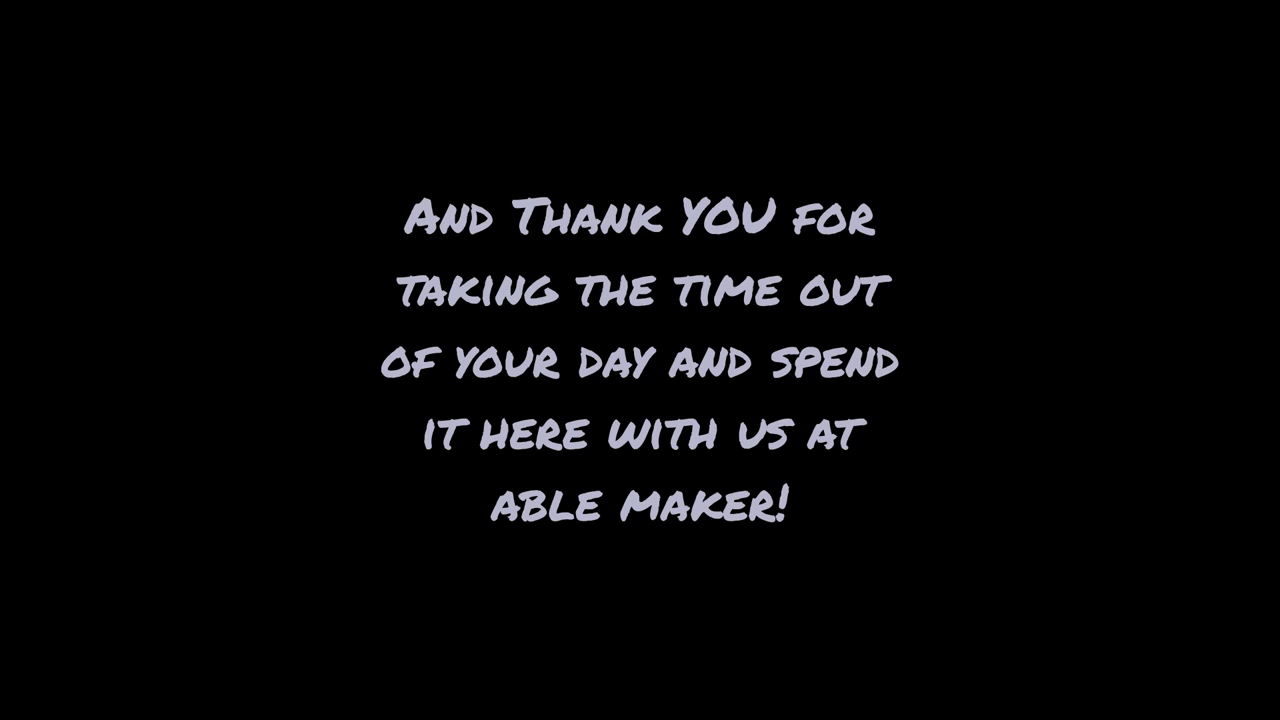 And Thank YOU for
taking the time out
of your day and spend
it here with us at
able maker!